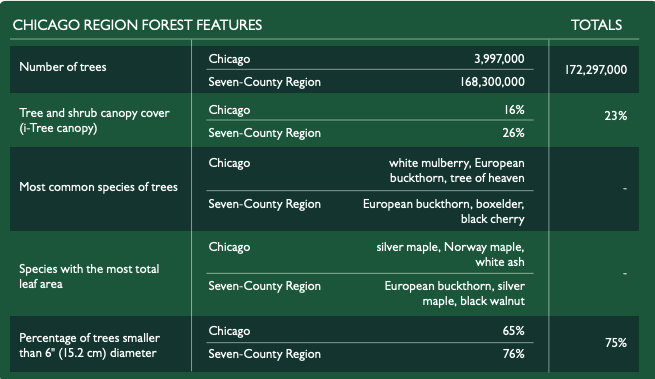 CHICAGO REGION FOREST FEATURES TOTALS
Number of trees
Chicago 3,997,000
Seven-County Region 168,300,000
172,297,000
Tree and shrub canopy cover
(i-Tree canopy)
Chicago 16%
Seven-County Region 26%
23%
Most common species of trees
Chicago white mulberry, European
buckthorn, tree of heaven
Seven-County Region European buckthorn, boxelder,
black cherry
-
Species with the most total
leaf area
Chicago silver maple, Norway maple,
white ash
Seven-County Region European buckthorn, silver
maple, black walnut
-
Percentage of trees smaller
than 6" (15.2 cm) diameter
Chicago 65%
Seven-County Region 76%
75%